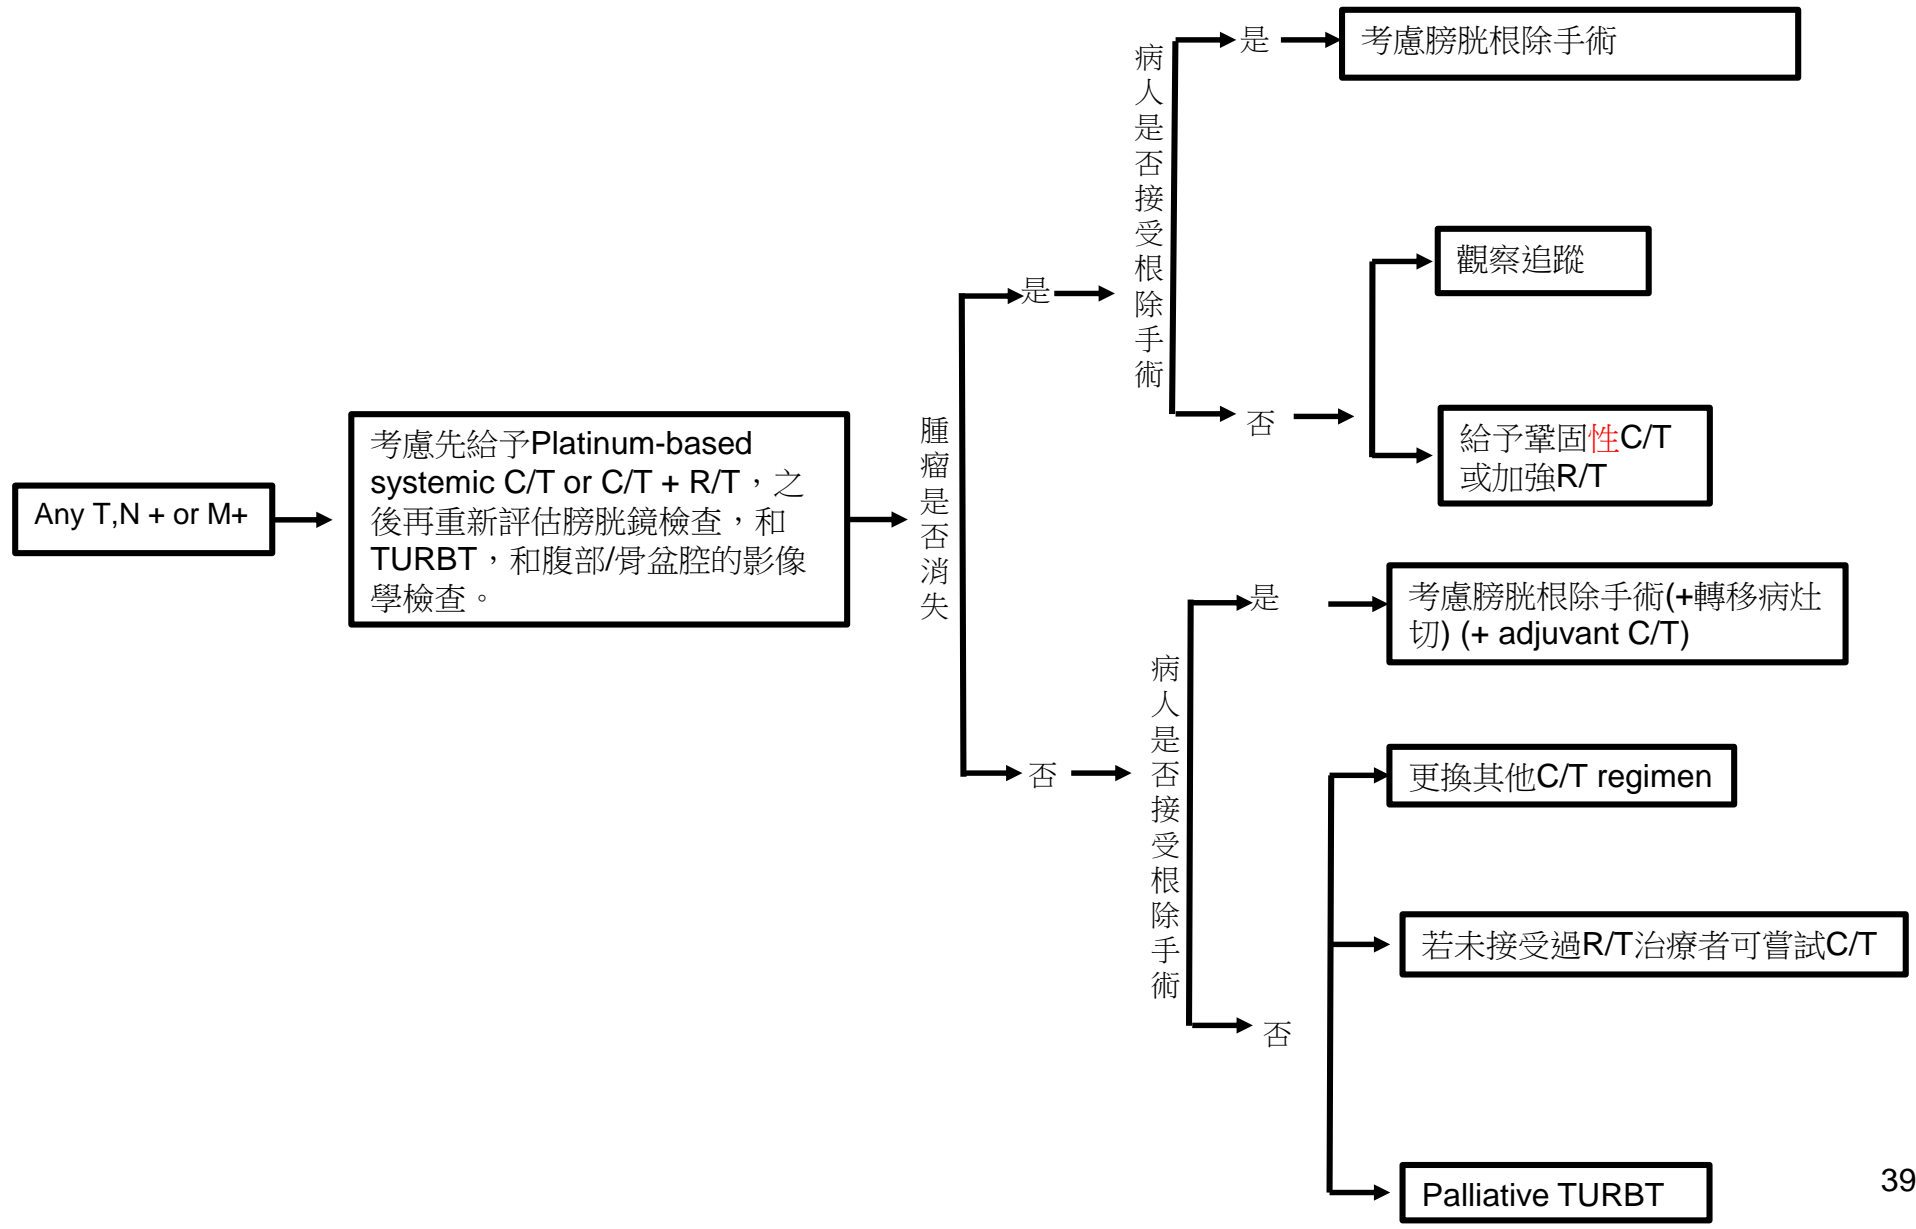 Any T,N + or M+
考慮先給予Platinum-based
systemic C/T or C/T + R/T，之
後再重新評估膀胱鏡檢查，和
TURBT，和腹部/骨盆腔的影像
學檢查。
腫瘤是否消失
是
病人是否接受根除手術
是
考慮膀胱根除手術
否
觀察追蹤
給予鞏固性C/T
或加強R/T
否
病人是否接受根除手術
是
考慮膀胱根除手術(+轉移病灶
切) (+ adjuvant C/T)
否
更換其他C/T regimen
若未接受過R/T治療者可嘗試C/T
Palliative TURBT
39